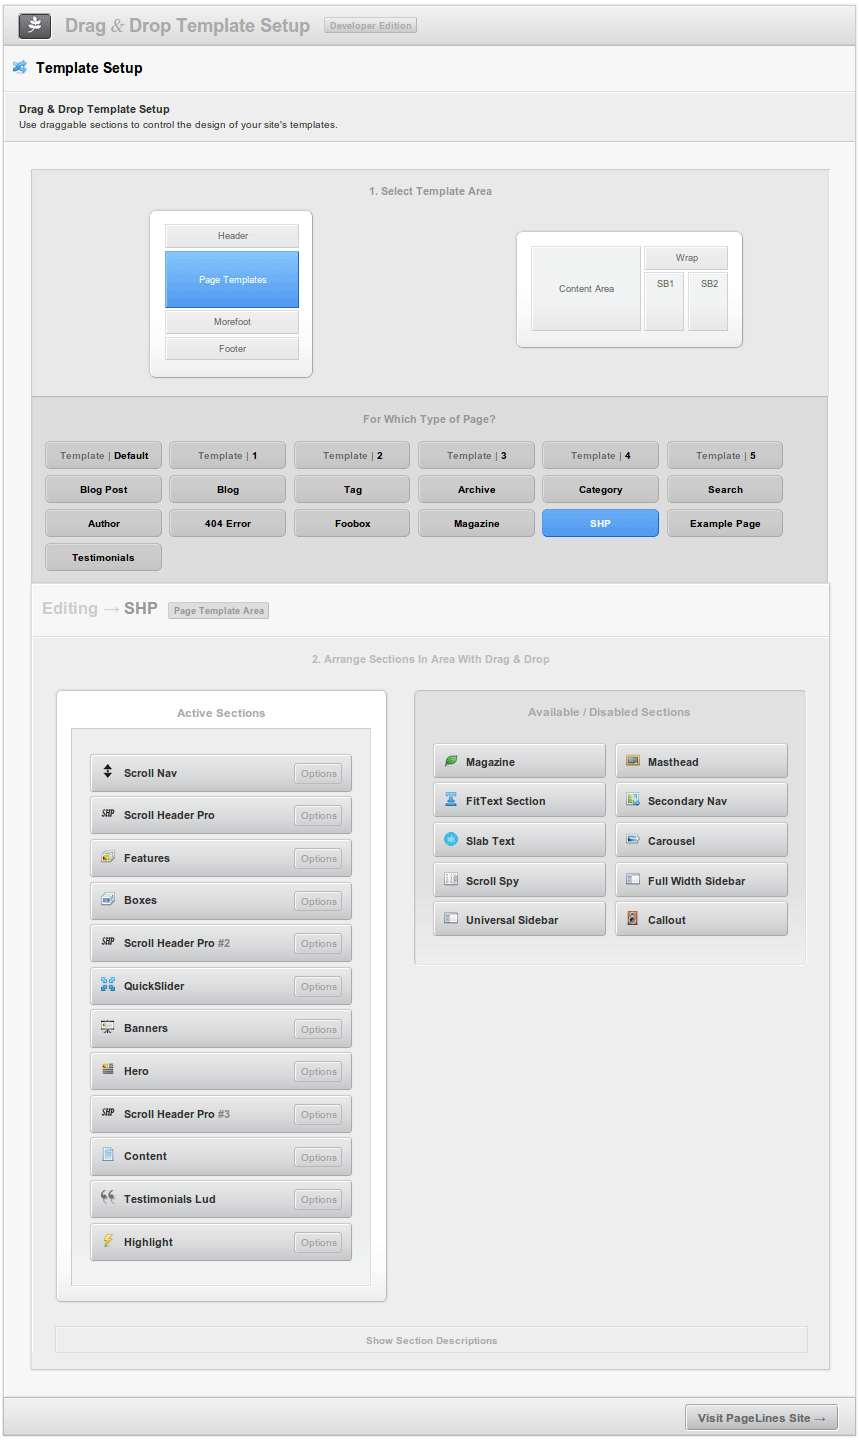 Drag & Drop Template Setup Developer Edition
Template Setup
Drag & Drop Template Setup
Use draggable sections to control the design of your site's templates.
1. Select Template Area
Header
Page Templates
Morefoot
Footer
Content Area
Wrap
SB1 SB2
For Which Type of Page?
Template | Default Template | 1 Template | 2 Template | 3 Template | 4 Template | 5
Blog Post Blog Tag Archive Category Search
Author 404 Error Foobox Magazine SHP Example Page
Testimonials
Editing → SHP Page Template Area
2. Arrange Sections In Area With Drag & Drop
Active Sections
Scroll Nav Options
SHP Scroll Header Pro Options
Features Options
Boxes Options
SHP Scroll Header Pro #2 Options
QuickSlider Options
Banners Options
Hero Options
SHP Scroll Header Pro #3 Options
Content Options
Testimonials Lud Options
Highlight Options
Available / Disabled Sections
Magazine Masthead
FitText Section Secondary Nav
Slab Text Carousel
Scroll Spy Full Width Sidebar
Universal Sidebar Callout
Show Section Descriptions
Visit PageLines Site →